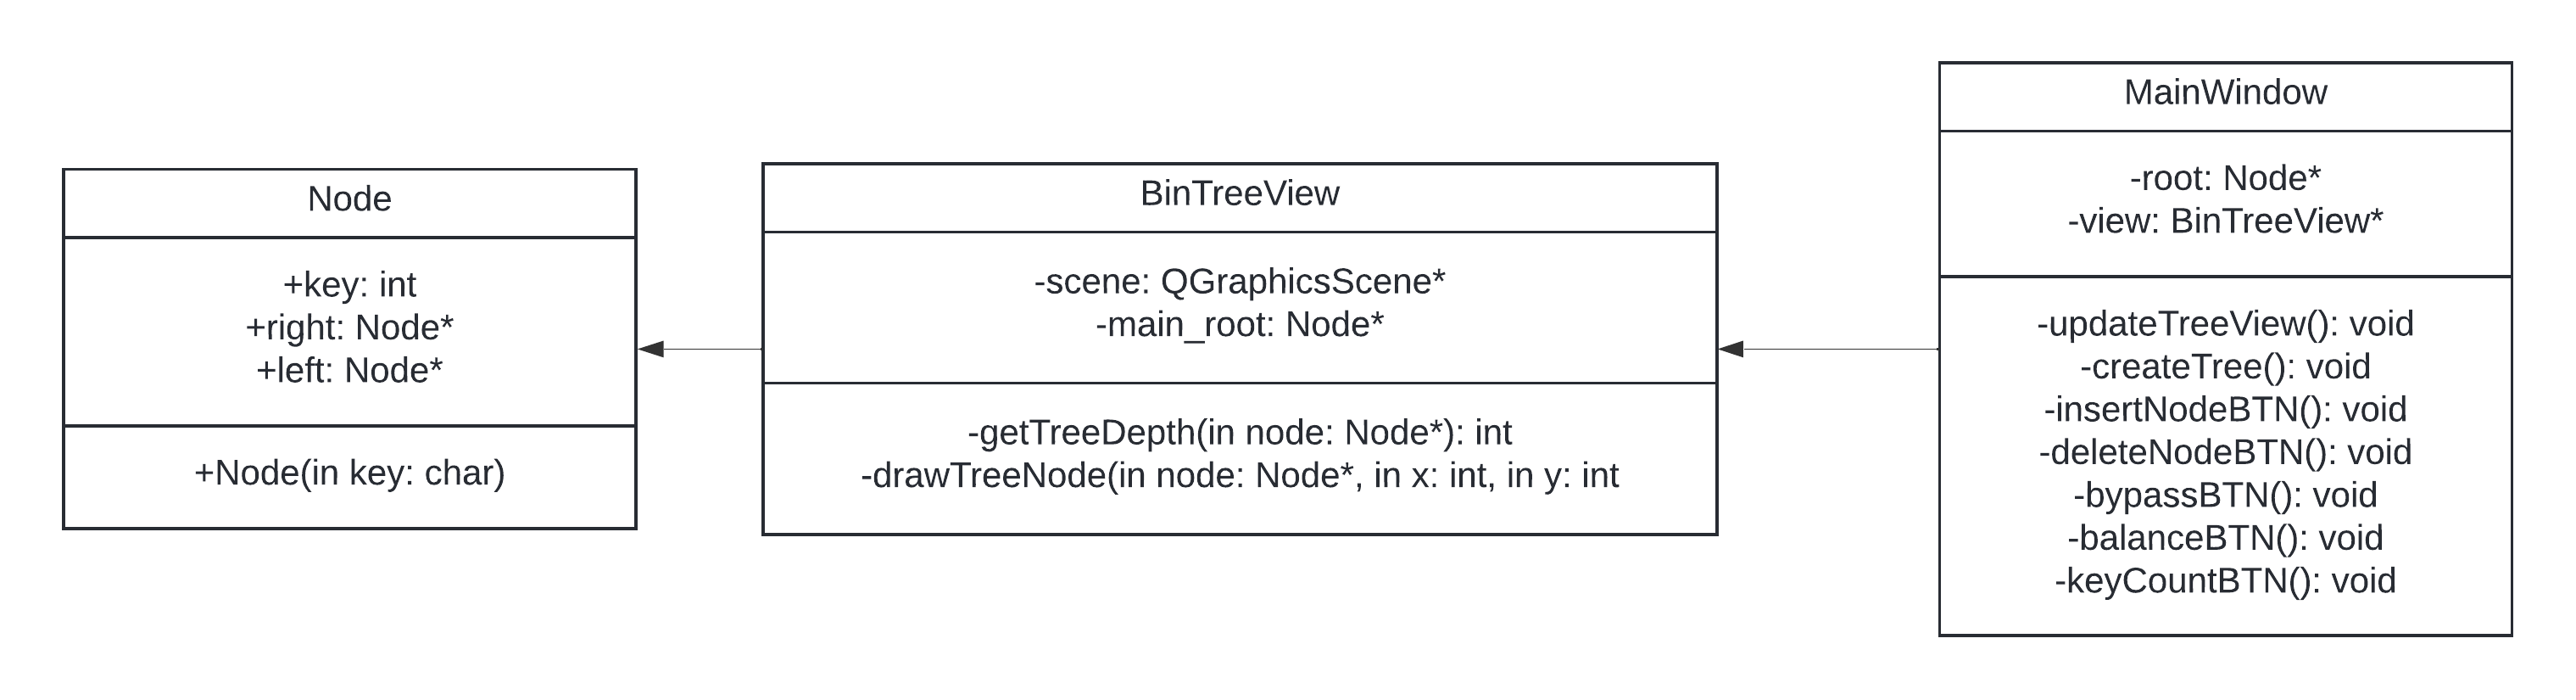 Node
+key: int
+right: Node*
+left: Node*
+Node(in key: char)
BinTreeView
-scene: QGraphicsScene*
-main_root: Node*
-getTreeDepth(in node: Node*): int
-drawTreeNode(in node: Node*, in x: int, in y: int
MainWindow
-root: Node*
-view: BinTreeView*
-updateTreeView(): void
-createTree(): void
-insertNodeBTN(): void
-deleteNodeBTN(): void
-bypassBTN(): void
-balanceBTN(): void
-keyCountBTN(): void